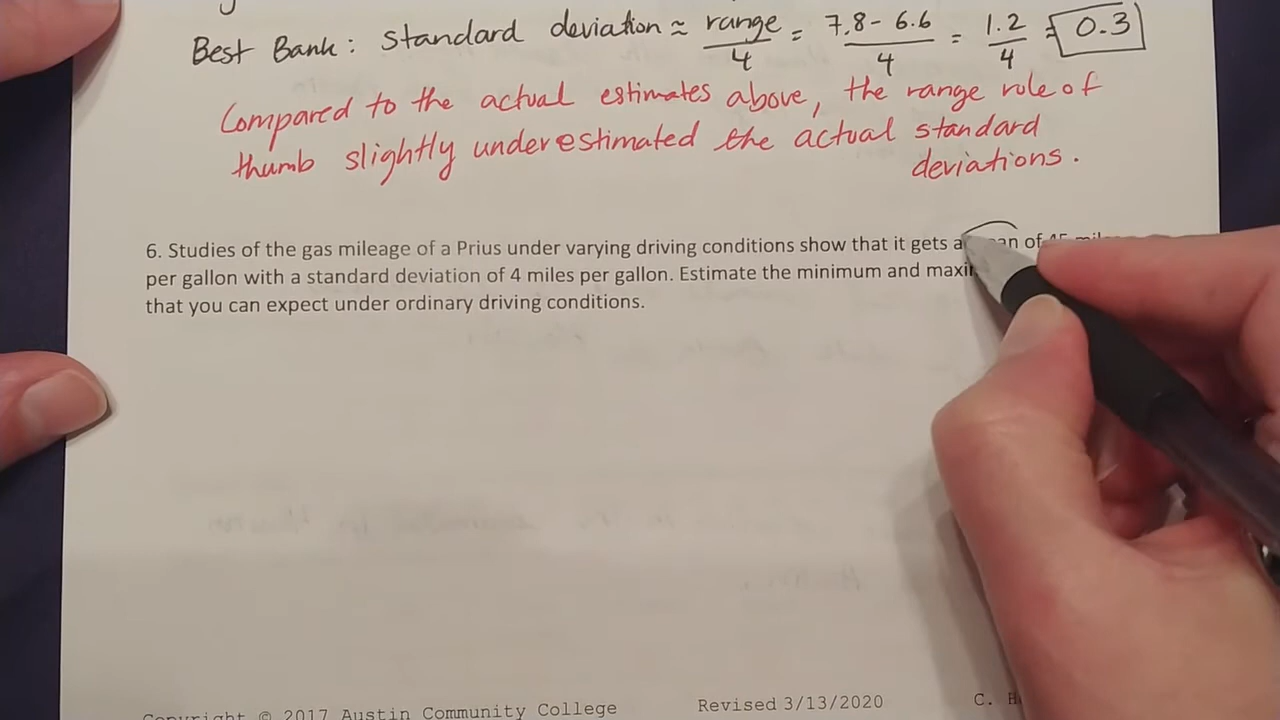 Best Bank: standard deviation ≈ range/4 = 7.8 - 6.6/4 = 1.2/4 = 0.3
Compared to the actual estimates above, the range rule of
thumb slightly underestimated the actual standard
deviations.
6. Studies of the gas mileage of a Prius under varying driving conditions show that it gets a of
per gallon with a standard deviation of 4 miles per gallon. Estimate the minimum and
that you can expect under ordinary driving conditions.
Copyright © 2017 Austin Community College Revised 3/13/2020 C.